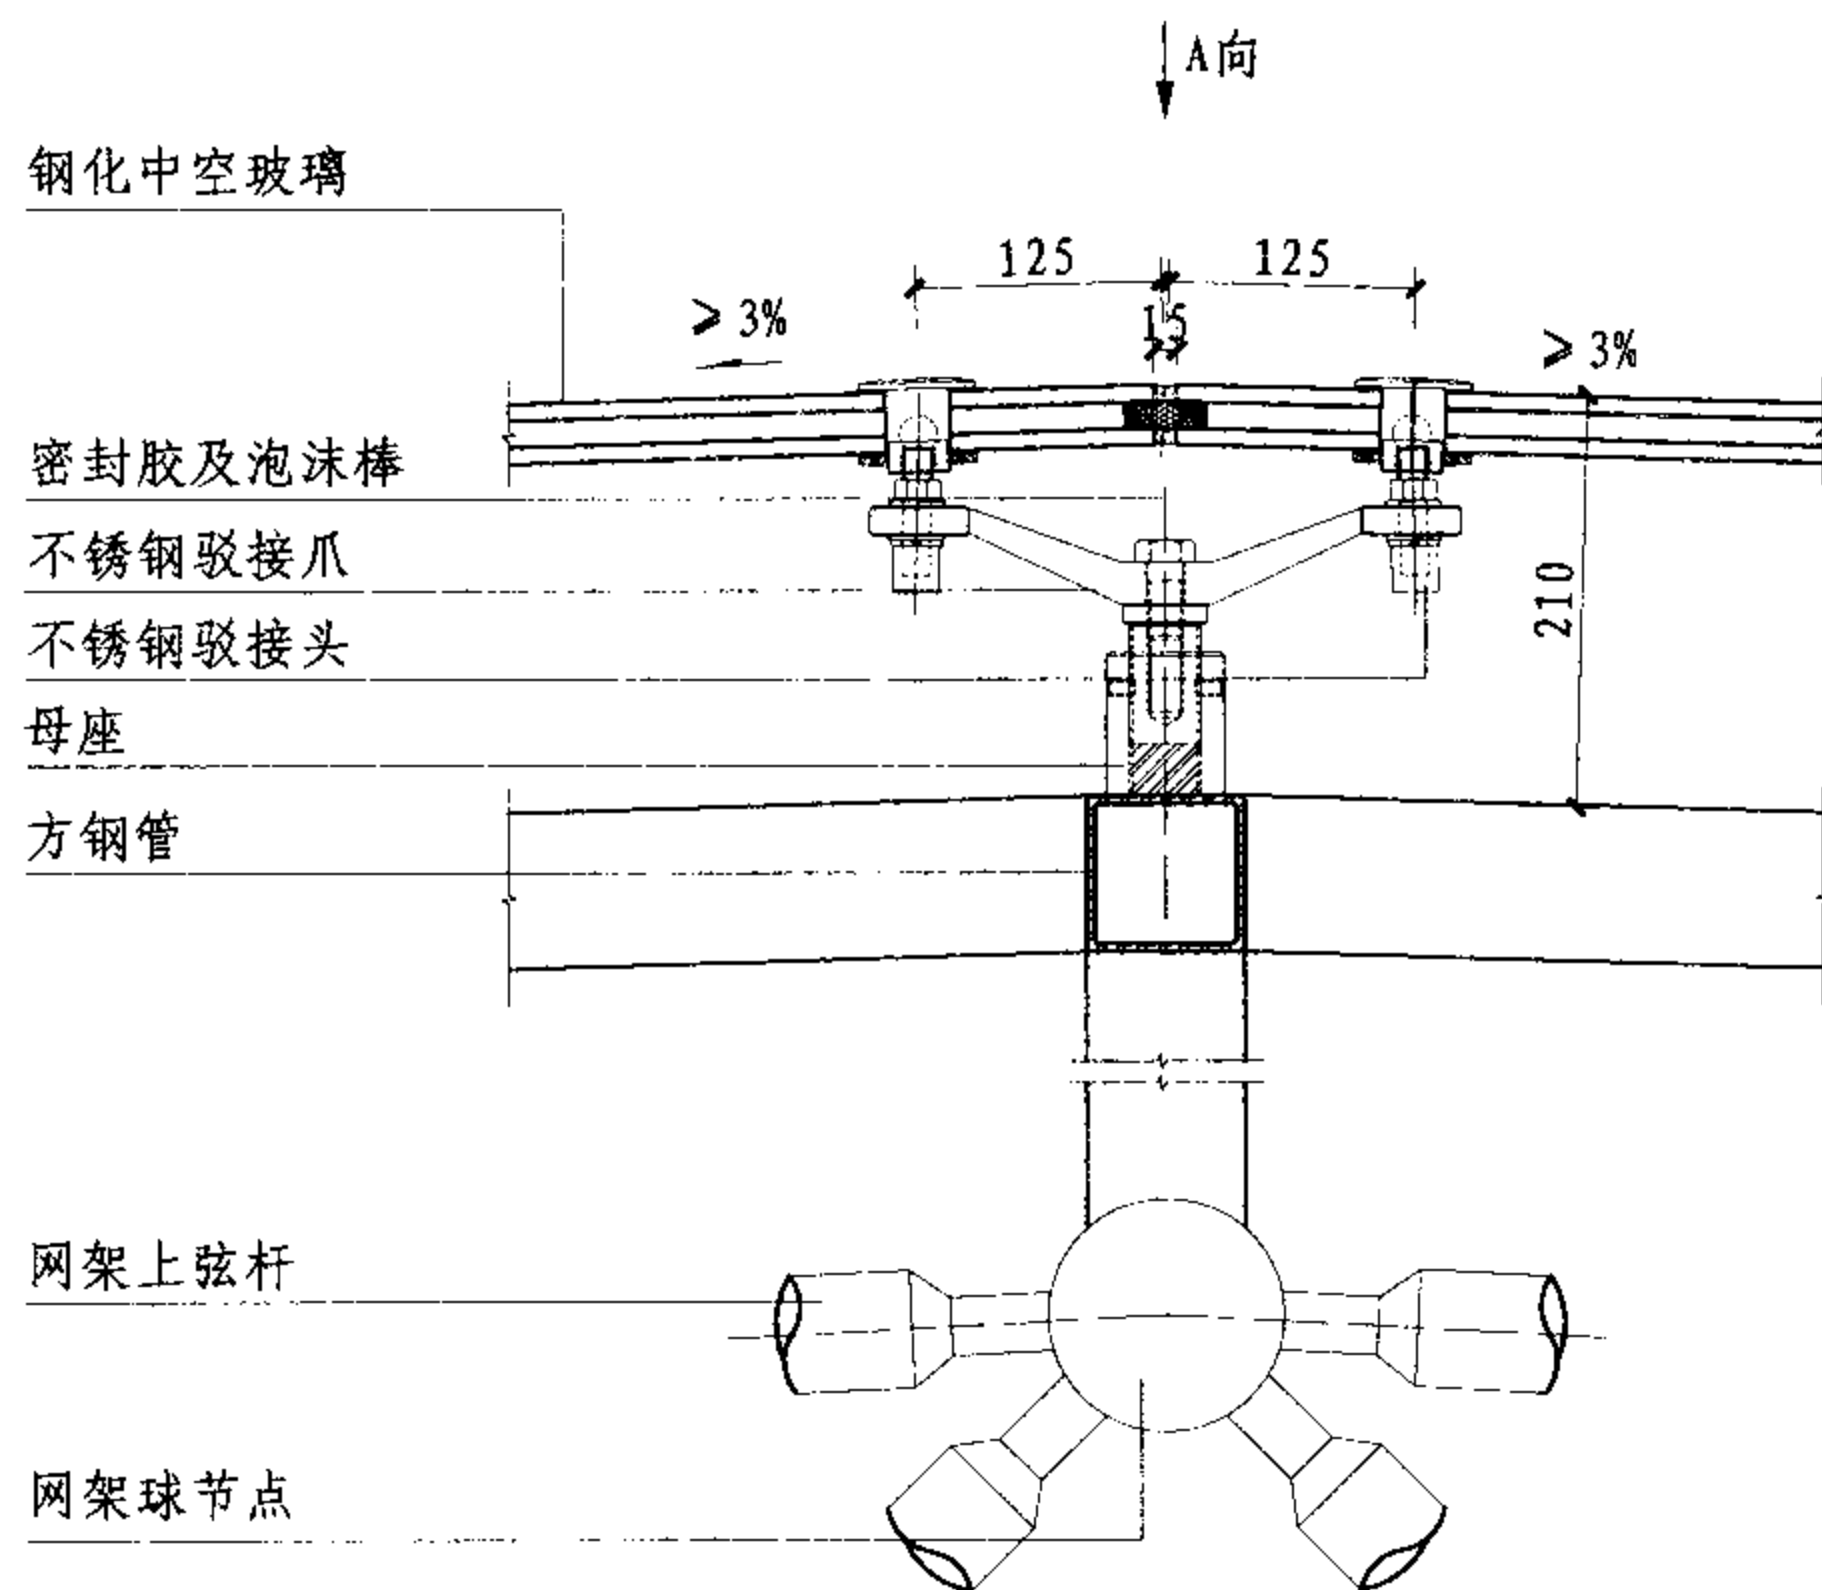 A向
钢化中空玻璃
125
125
15
≥3%
≥3%
密封胶及泡沫棒
不锈钢驳接爪
210
不锈钢驳接头
母座
方钢管
网架上弦杆
网架球节点